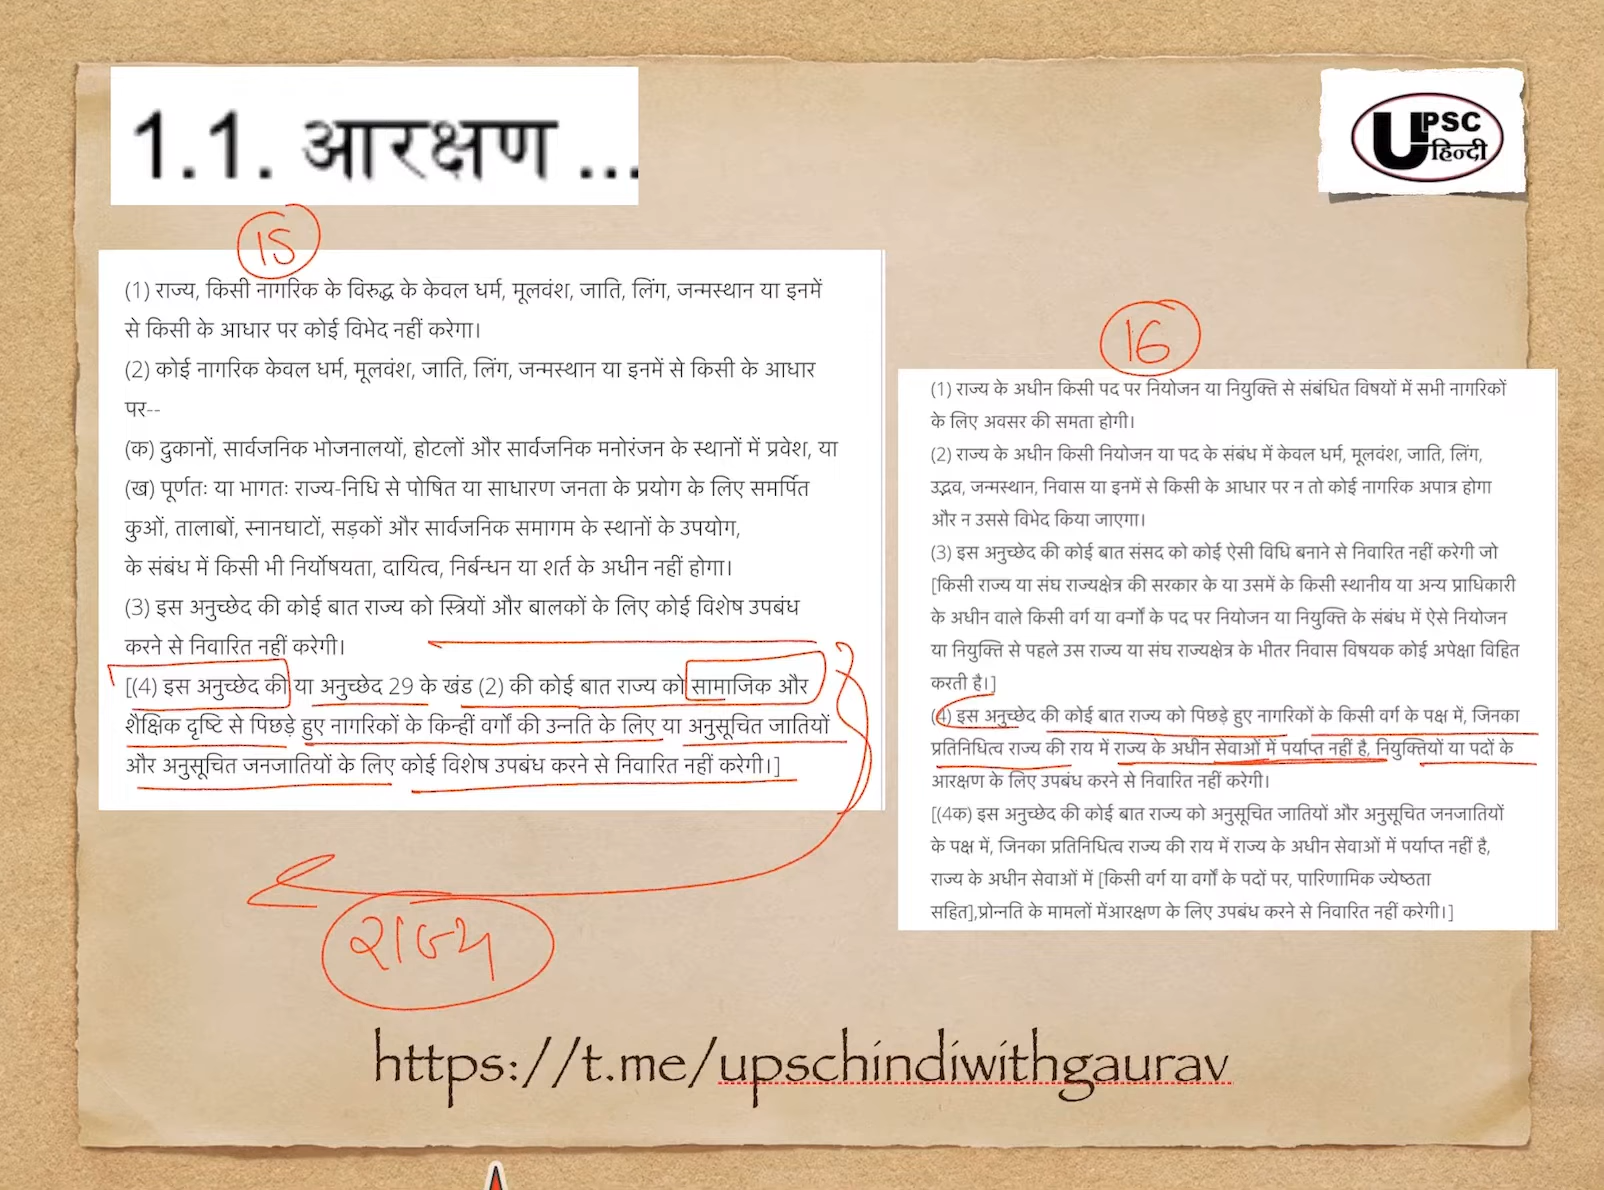 1.1. आरक्षण ...
UPSC
हिन्दी
15
(1) राज्य, किसी नागरिक के विरुद्ध के केवल धर्म, मूलवंश, जाति, लिंग, जन्मस्थान या इनमें
से किसी के आधार पर कोई विभेद नहीं करेगा।
(2) कोई नागरिक केवल धर्म, मूलवंश, जाति, लिंग, जन्मस्थान या इनमें से किसी के आधार
पर--
(क) दुकानों, सार्वजनिक भोजनालयों, होटलों और सार्वजनिक मनोरंजन के स्थानों में प्रवेश, या
(ख) पूर्णतः या भागतः राज्य-निधि से पोषित या साधारण जनता के प्रयोग के लिए समर्पित
कुओं, तालाबों, स्नानघाटों, सड़कों और सार्वजनिक समागम के स्थानों के उपयोग,
के संबंध में किसी भी निर्योषयता, दायित्व, निर्बन्धन या शर्त के अधीन नहीं होगा।
(3) इस अनुच्छेद की कोई बात राज्य को स्त्रियों और बालकों के लिए कोई विशेष उपबंध
करने से निवारित नहीं करेगी।
[(4) इस अनुच्छेद की या अनुच्छेद 29 के खंड (2) की कोई बात राज्य को सामाजिक और
शैक्षिक दृष्टि से पिछड़े हुए नागरिकों के किन्हीं वर्गों की उन्नति के लिए या अनुसूचित जातियों
और अनुसूचित जनजातियों के लिए कोई विशेष उपबंध करने से निवारित नहीं करेगी।]
राज्य
16
(1) राज्य के अधीन किसी पद पर नियोजन या नियुक्ति से संबंधित विषयों में सभी नागरिकों
के लिए अवसर की समता होगी।
(2) राज्य के अधीन किसी नियोजन या पद के संबंध में केवल धर्म, मूलवंश, जाति, लिंग,
उद्भव, जन्मस्थान, निवास या इनमें से किसी के आधार पर न तो कोई नागरिक अपात्र होगा
और न उससे विभेद किया जाएगा।
(3) इस अनुच्छेद की कोई बात संसद को कोई ऐसी विधि बनाने से निवारित नहीं करेगी जो
[किसी राज्य या संघ राज्यक्षेत्र की सरकार के या उसमें के किसी स्थानीय या अन्य प्राधिकारी
के अधीन वाले किसी वर्ग या वर्गों के पद पर नियोजन या नियुक्ति के संबंध में ऐसे नियोजन
या नियुक्ति से पहले उस राज्य या संघ राज्यक्षेत्र के भीतर निवास विषयक कोई अपेक्षा विहित
करती है।]
(4) इस अनुच्छेद की कोई बात राज्य को पिछड़े हुए नागरिकों के किसी वर्ग के पक्ष में, जिनका
प्रतिनिधित्व राज्य की राय में राज्य के अधीन सेवाओं में पर्याप्त नहीं है, नियुक्तियों या पदों के
आरक्षण के लिए उपबंध करने से निवारित नहीं करेगी।
[(4क) इस अनुच्छेद की कोई बात राज्य को अनुसूचित जातियों और अनुसूचित जनजातियों
के पक्ष में, जिनका प्रतिनिधित्व राज्य की राय में राज्य के अधीन सेवाओं में पर्याप्त नहीं है,
राज्य के अधीन सेवाओं में [किसी वर्ग या वर्गों के पदों पर, पारिणामिक ज्येष्ठता
सहित],प्रोन्नति के मामलों मेंआरक्षण के लिए उपबंध करने से निवारित नहीं करेगी।]
https://t.me/upschindiwithgaurav